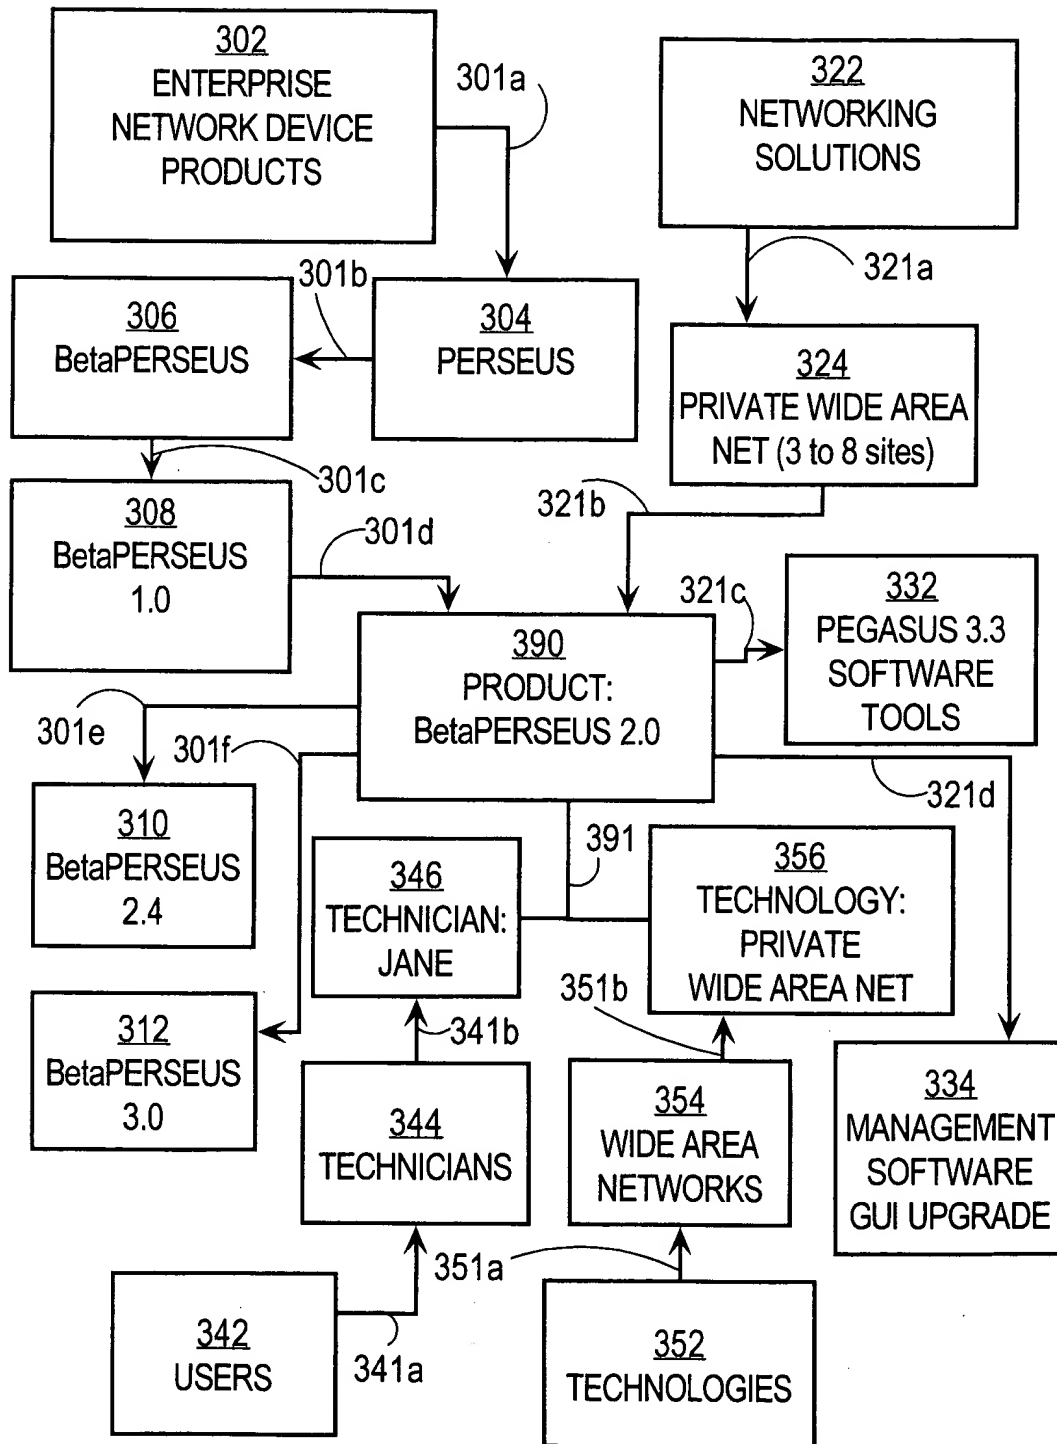 302
ENTERPRISE
NETWORK DEVICE
PRODUCTS
301a
322
NETWORKING
SOLUTIONS
321a
306
BetaPERSEUS
301b
304
PERSEUS
324
PRIVATE WIDE AREA
NET (3 to 8 sites)
301c
308
BetaPERSEUS
1.0
301d
321b
321c
332
PEGASUS 3.3
SOFTWARE
TOOLS
390
PRODUCT:
BetaPERSEUS 2.0
301e
301f
321d
310
BetaPERSEUS
2.4
391
346
TECHNICIAN:
JANE
356
TECHNOLOGY:
PRIVATE
WIDE AREA NET
312
BetaPERSEUS
3.0
341b
351b
344
TECHNICIANS
354
WIDE AREA
NETWORKS
334
MANAGEMENT
SOFTWARE
GUI UPGRADE
351a
342
USERS
341a
352
TECHNOLOGIES